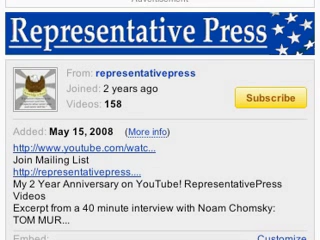 Advertisement
Representative Press
From: representativepress
Joined: 2 years ago
Videos: 158
Subscribe
Added: May 15, 2008 (More info)
http://www.youtube.com/watc...
Join Mailing List
http://representativepress....
My 2 Year Anniversary on YouTube! RepresentativePress
Videos
Excerpt from a 40 minute interview with Noam Chomsky:
TOM MUR...
Embed:
Customize